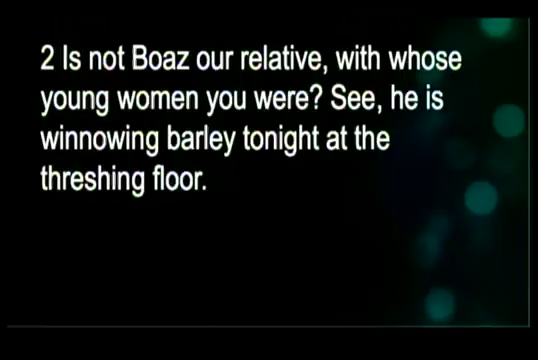 2 Is not Boaz our relative, with whose
young women you were? See, he is
winnowing barley tonight at the
threshing floor.